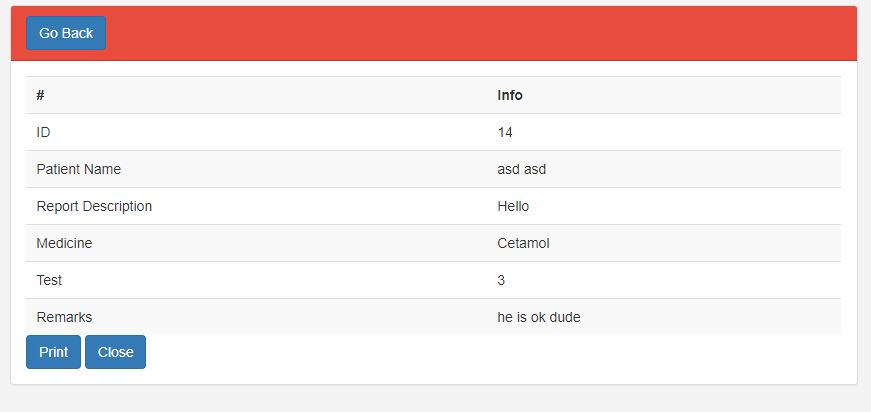 Go Back
# Info
ID 14
Patient Name asd asd
Report Description Hello
Medicine Cetamol
Test 3
Remarks he is ok dude
Print Close